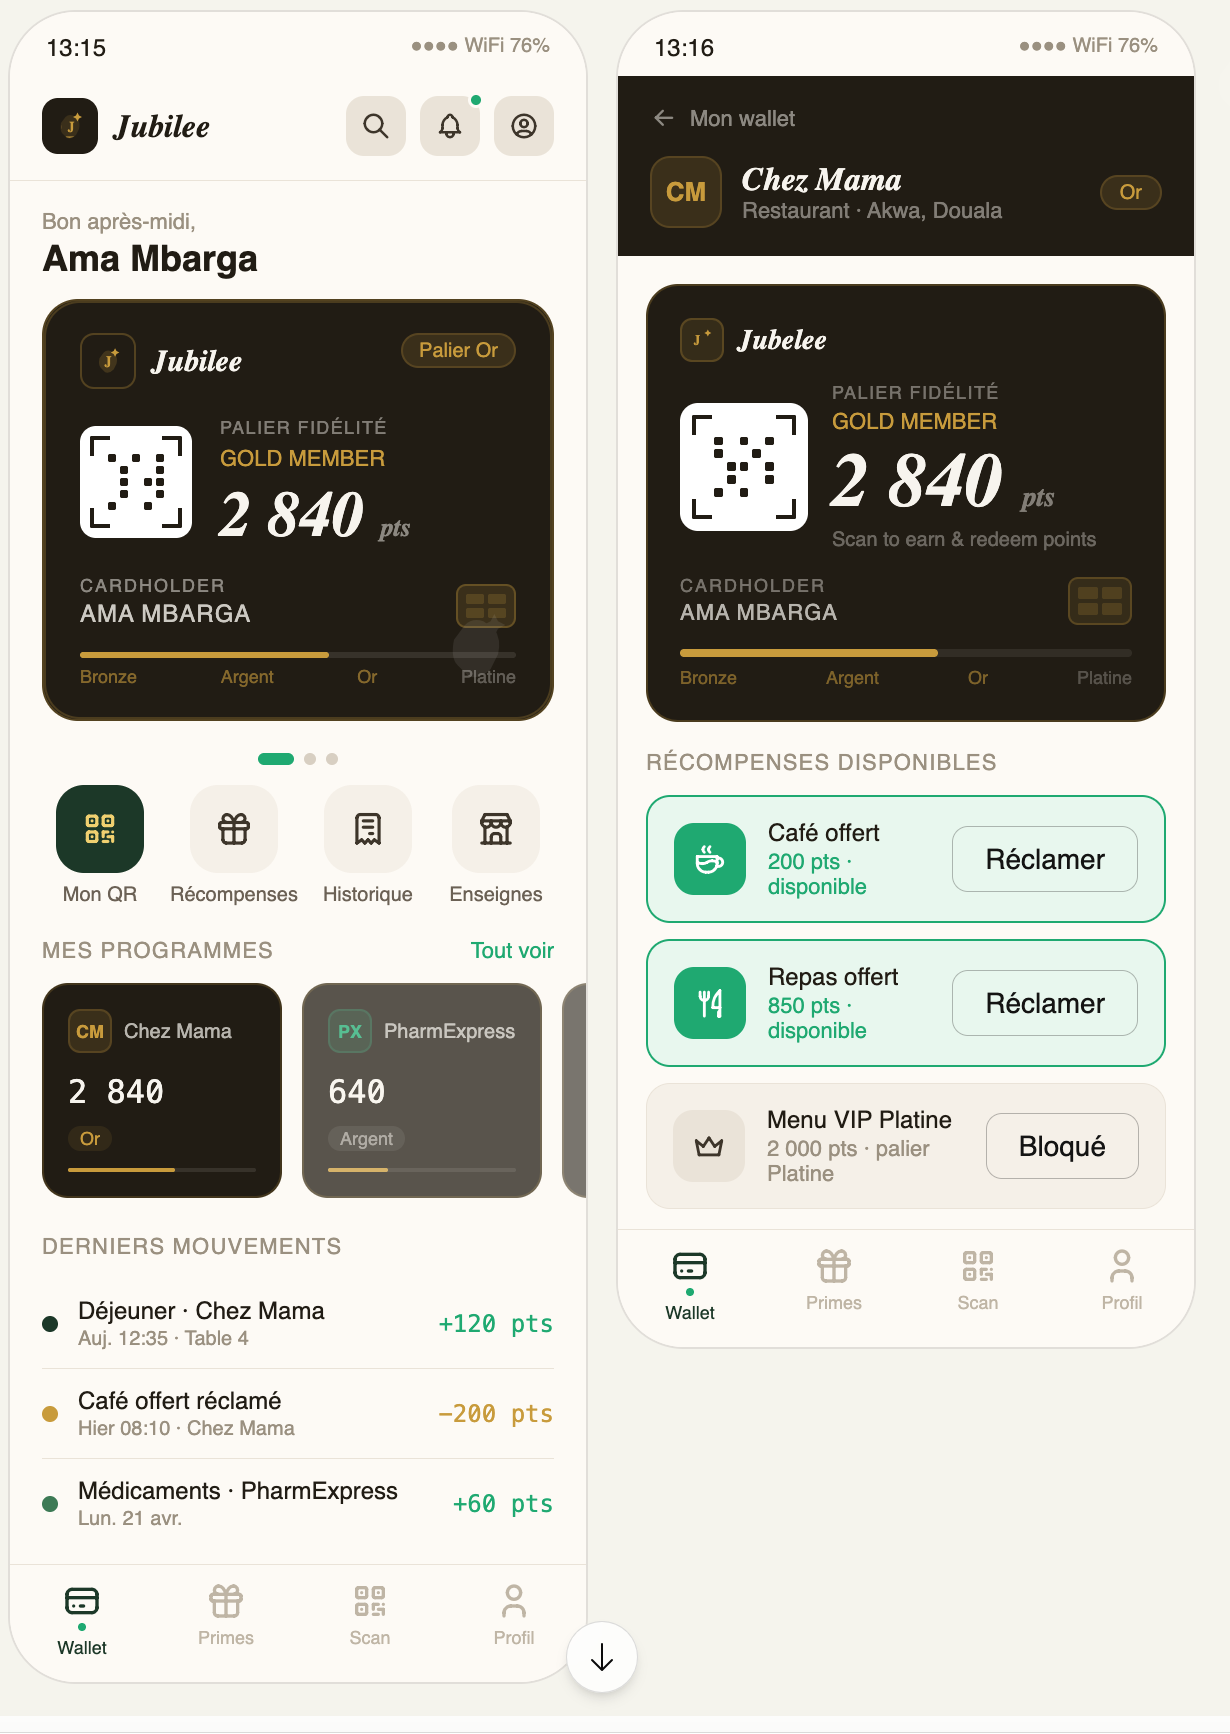 13:15
WiFi 76%
J
Jubilee
Bon après-midi,
Ama Mbarga
J
Jubilee
Palier Or
PALIER FIDÉLITÉ
GOLD MEMBER
2 840 pts
CARDHOLDER
AMA MBARGA
Bronze Argent Or Platine
Mon QR Récompenses Historique Enseignes
MES PROGRAMMES Tout voir
CM Chez Mama
2 840
Or
PX PharmExpress
640
Argent
DERNIERS MOUVEMENTS
Déjeuner · Chez Mama
Auj. 12:35 · Table 4
+120 pts
Café offert réclamé
Hier 08:10 · Chez Mama
−200 pts
Médicaments · PharmExpress
Lun. 21 avr.
+60 pts
Wallet Primes Scan Profil
13:16
WiFi 76%
← Mon wallet
CM
Chez Mama
Restaurant · Akwa, Douala
Or
J
Jubelee
PALIER FIDÉLITÉ
GOLD MEMBER
2 840 pts
Scan to earn & redeem points
CARDHOLDER
AMA MBARGA
Bronze Argent Or Platine
RÉCOMPENSES DISPONIBLES
Café offert
200 pts ·
disponible
Réclamer
Repas offert
850 pts ·
disponible
Réclamer
Menu VIP Platine
2 000 pts · palier
Platine
Bloqué
Wallet Primes Scan Profil